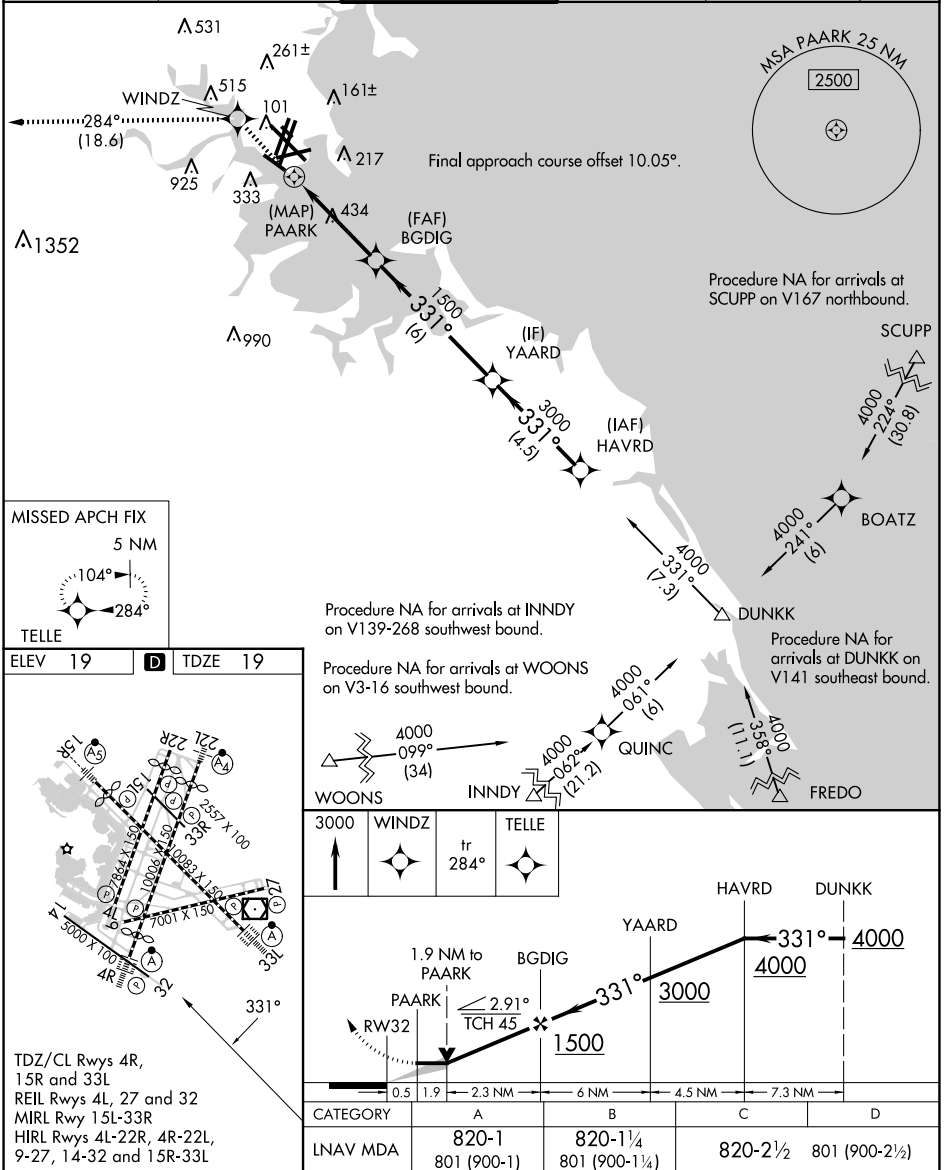 531
261±
515
161±
WINDZ
101
284°
(18.6)
217
925
333
(MAP)
PAARK
434
(FAF)
BGDIG
1352
990
Final approach course offset 10.05°.
MSA PAARK 25 NM
2500
1500
331°
(6)
(IF)
YAARD
3000
331°
(4.5)
(IAF)
HAVRD
Procedure NA for arrivals at
SCUPP on V167 northbound.
SCUPP
4000
224°
(30.8)
BOATZ
4000
241°
(6)
4000
331°
(7.3)
DUNKK
Procedure NA for
arrivals at DUNKK on
V141 southeast bound.
MISSED APCH FIX
5 NM
104°
284°
TELLE
Procedure NA for arrivals at INNDY
on V139-268 southwest bound.
Procedure NA for arrivals at WOONS
on V3-16 southwest bound.
4000
099°
(34)
WOONS
4000
062°
(21.2)
INNDY
4000
061°
(6)
QUINC
4000
358°
(11.1)
FREDO
ELEV 19 D TDZE 19
15R
A5
22R
22L
A4
15L
P
P
P
P
2557 X 100
33R
7864 X 150
10006 X 150
10083 X 150
P
P
27
P
4L
9
7001 X 150
A
33L
14
5000 X 100
A
4R
P
32
331°
TDZ/CL Rwys 4R,
15R and 33L
REIL Rwys 4L, 27 and 32
MIRL Rwy 15L-33R
HIRL Rwys 4L-22R, 4R-22L,
9-27, 14-32 and 15R-33L
3000 WINDZ tr 284° TELLE
HAVRD DUNKK
YAARD
331° 4000
4000
1.9 NM to
PAARK
BGDIG
331°
3000
PAARK
2.91°
TCH 45
RW32
1500
0.5 1.9 2.3 NM 6 NM 4.5 NM 7.3 NM
CATEGORY A B C D
LNAV MDA 820-1 801 (900-1) 820-1¼ 801 (900-1¼) 820-2½ 801 (900-2½)